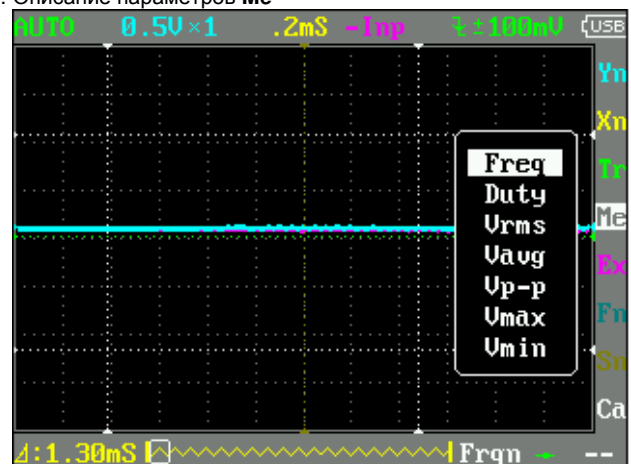 . Описание параметров Me
AUTO 0.5V×1 .2mS -Inp ±100mV USB
Yn
Xn
Tr
Me
Ex
Fn
Sn
Ca
Freq
Duty
Vrms
Vavg
Vp-p
Vmax
Vmin
⊿:1.30mS Frqn --